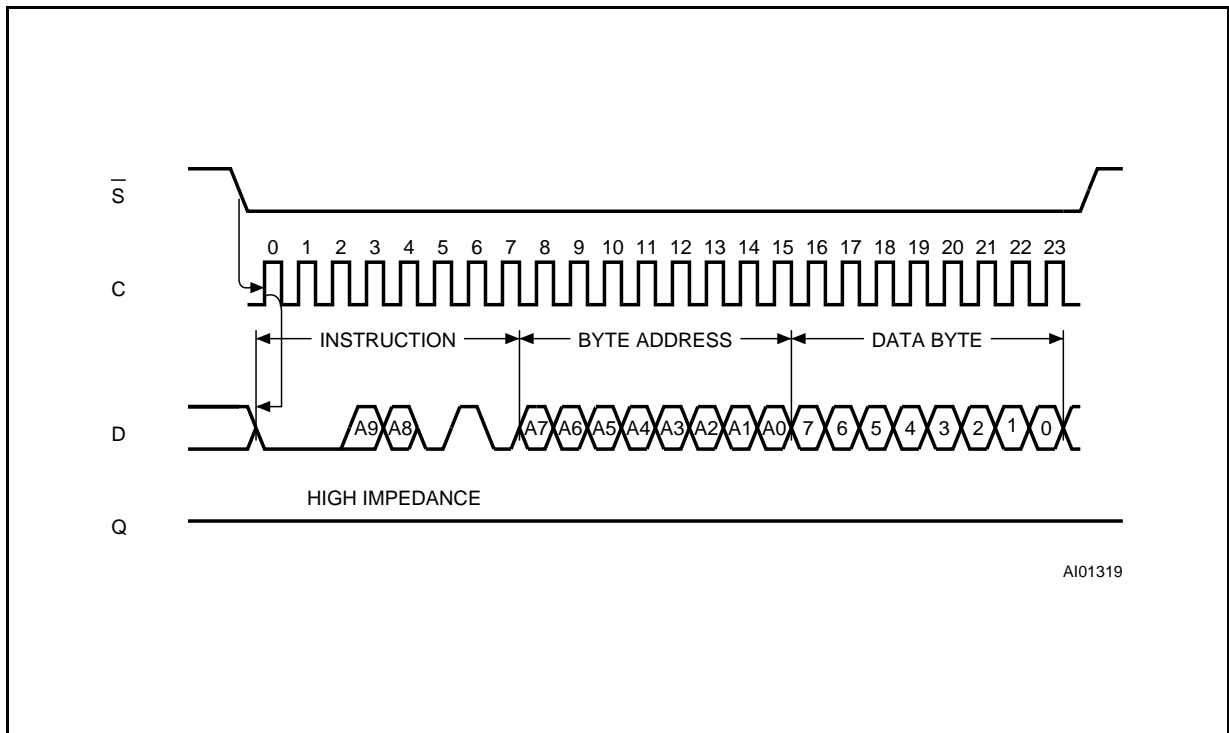 S
0 1 2 3 4 5 6 7 8 9 10 11 12 13 14 15 16 17 18 19 20 21 22 23
C
INSTRUCTION BYTE ADDRESS DATA BYTE
D A9 A8 A7 A6 A5 A4 A3 A2 A1 A0 7 6 5 4 3 2 1 0
HIGH IMPEDANCE
Q
AI01319